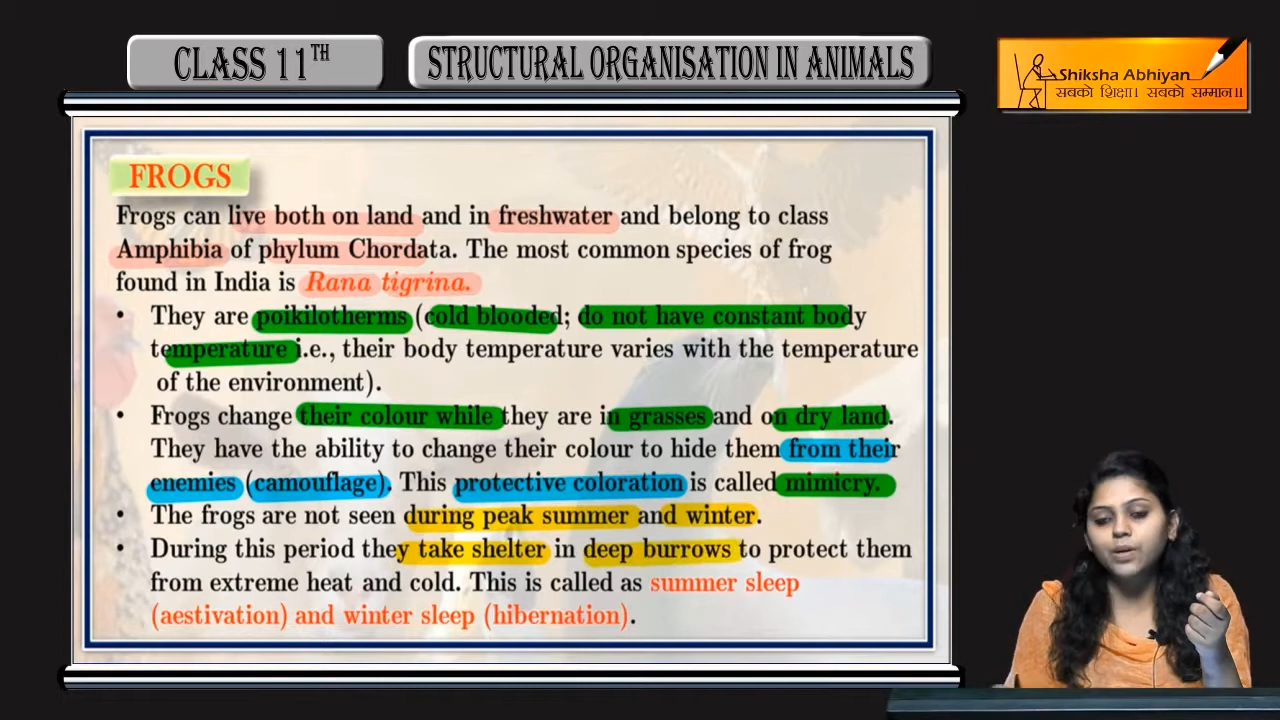 CLASS 11TH
STRUCTURAL ORGANISATION IN ANIMALS
Shiksha Abhiyan
सबको शिक्षा। सबको सम्मान।।
FROGS
Frogs can live both on land and in freshwater and belong to class
Amphibia of phylum Chordata. The most common species of frog
found in India is Rana tigrina.
• They are poikilotherms (cold blooded; do not have constant body
temperature i.e., their body temperature varies with the temperature
of the environment).
• Frogs change their colour while they are in grasses and on dry land.
They have the ability to change their colour to hide them from their
enemies (camouflage). This protective coloration is called mimicry.
• The frogs are not seen during peak summer and winter.
• During this period they take shelter in deep burrows to protect them
from extreme heat and cold. This is called as summer sleep
(aestivation) and winter sleep (hibernation).